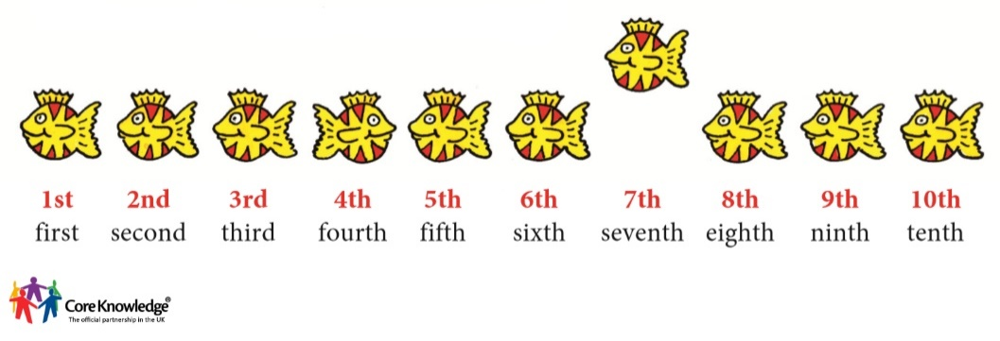 1st 2nd 3rd 4th 5th 6th 7th 8th 9th 10th
first second third fourth fifth sixth seventh eighth ninth tenth
Core Knowledge®
The official partnership in the UK